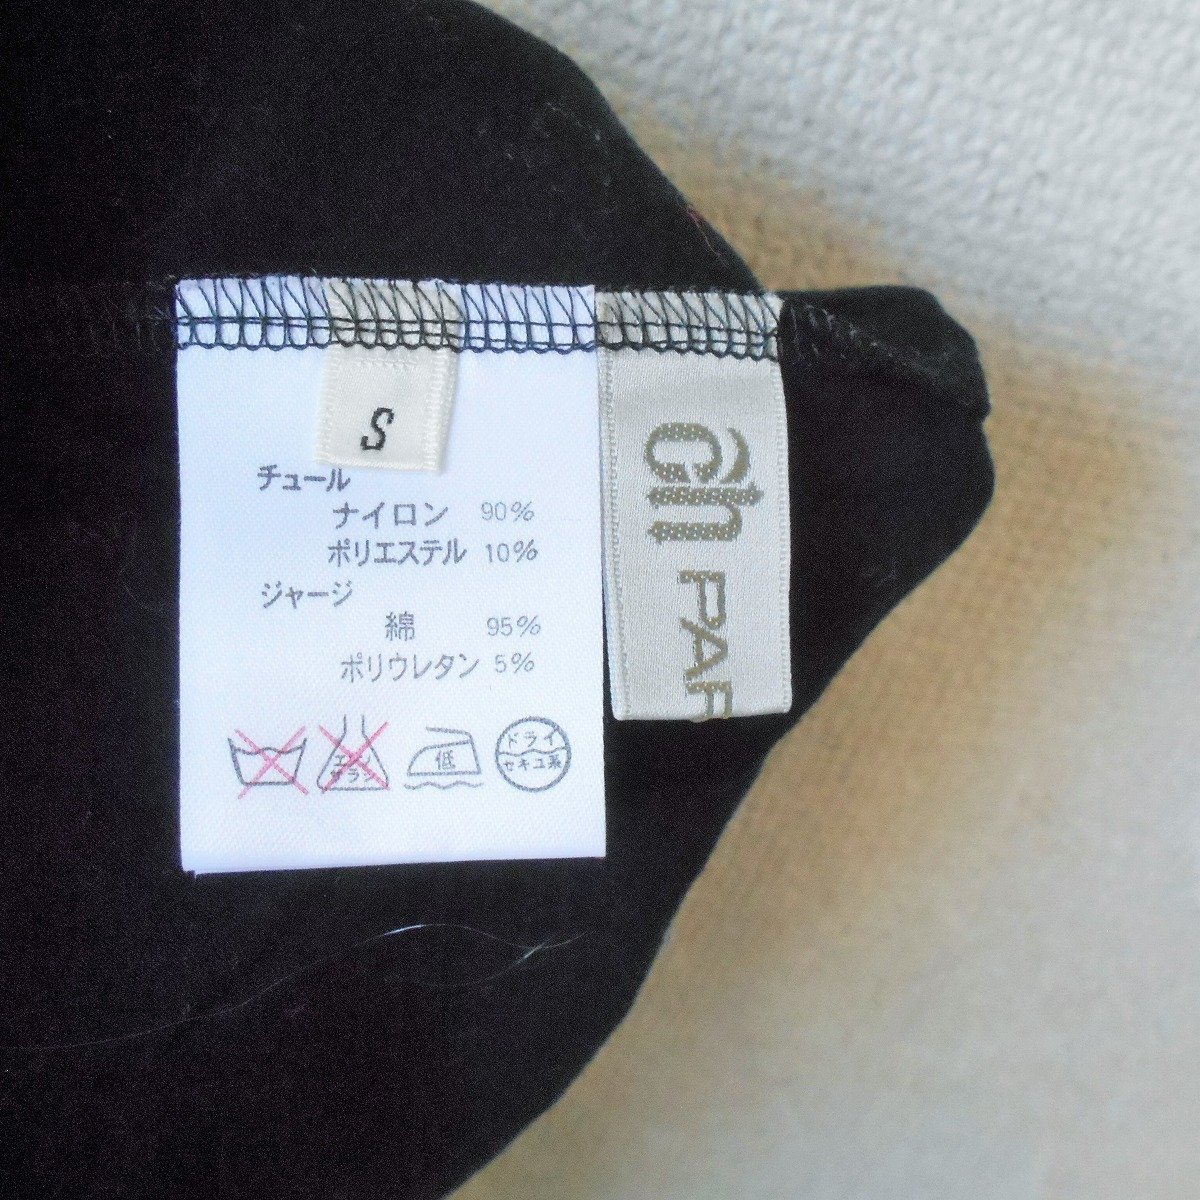 S
チュール
ナイロン 90%
ポリエステル 10%
ジャージ
綿 95%
ポリウレタン 5%
エンソ
サラシ
低
ドライ
セキユ系
Ch